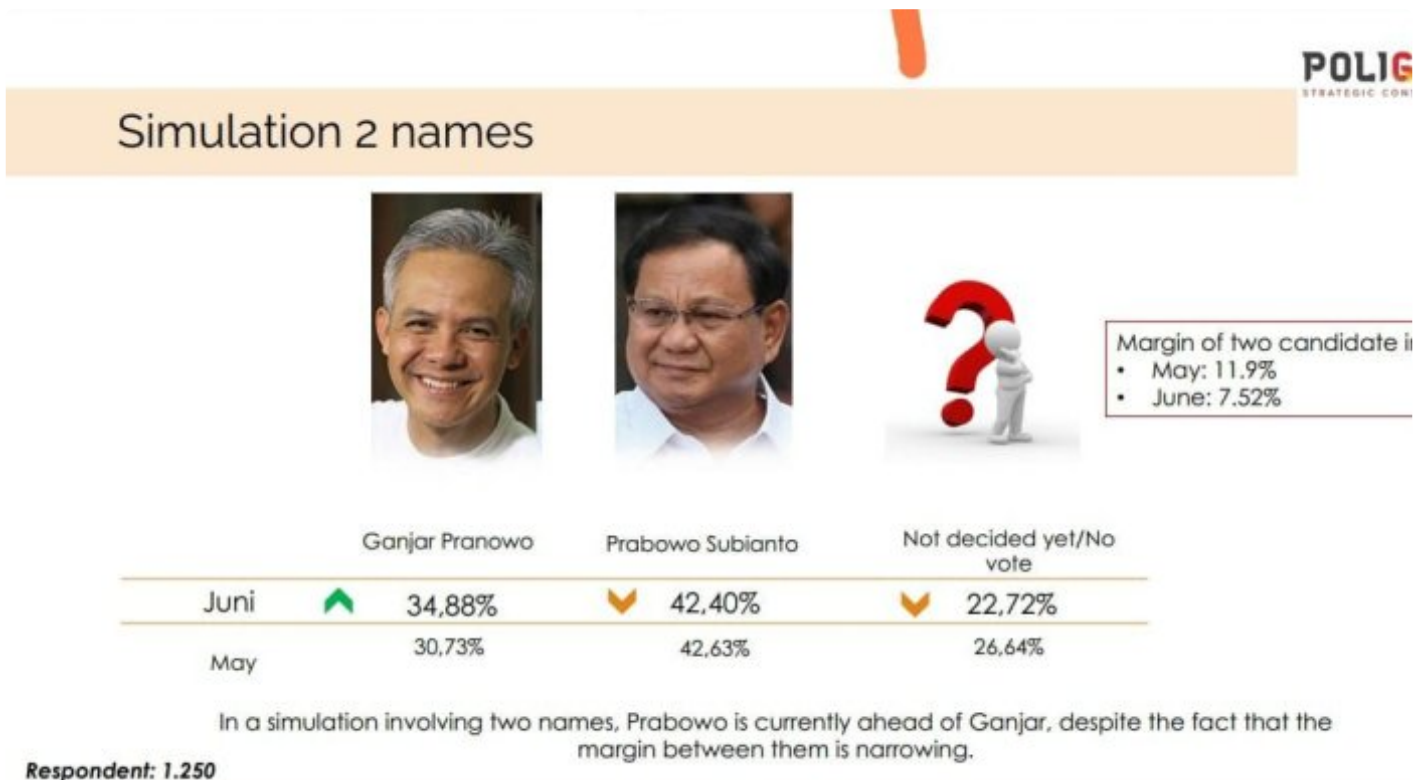 POLIG
STRATEGIC CONS
Simulation 2 names
Margin of two candidate in
• May: 11.9%
• June: 7.52%
Ganjar Pranowo
Prabowo Subianto
Not decided yet/No
vote
Juni 34,88% 42,40% 22,72%
May 30,73% 42,63% 26,64%
In a simulation involving two names, Prabowo is currently ahead of Ganjar, despite the fact that the
margin between them is narrowing.
Respondent: 1.250